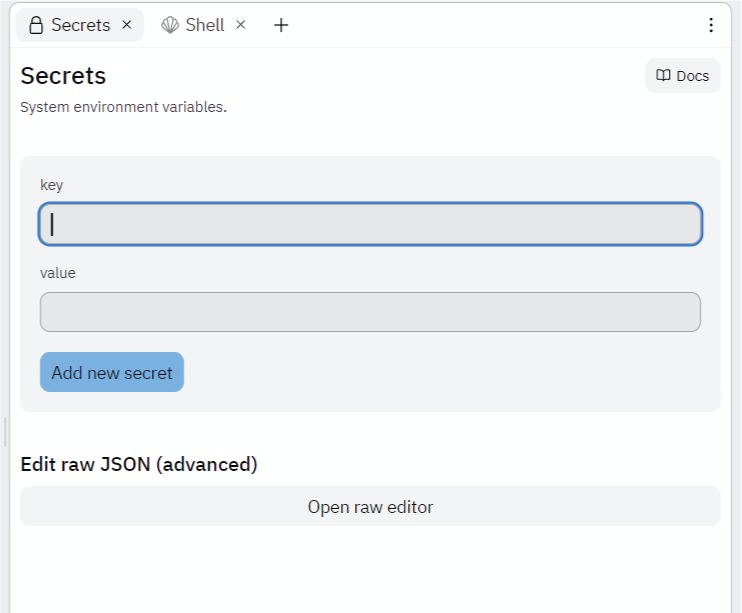 Secrets
Shell
Secrets
Docs
System environment variables.
key
value
Add new secret
Edit raw JSON (advanced)
Open raw editor